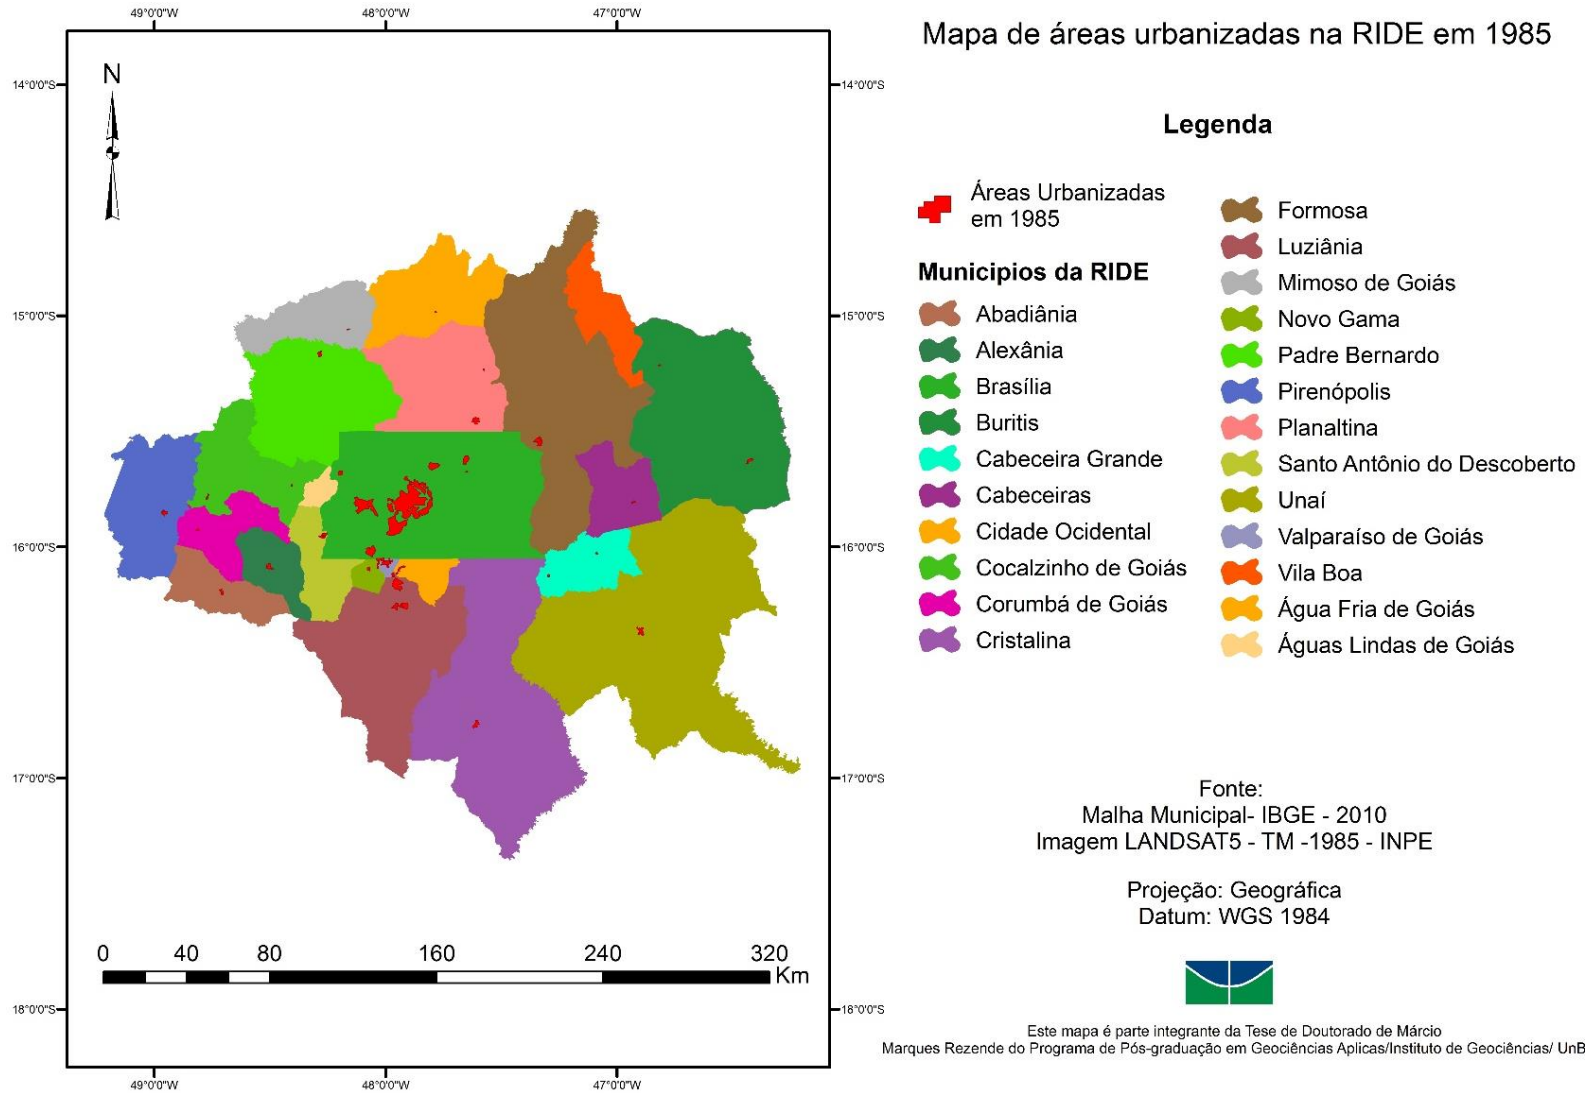 Mapa de áreas urbanizadas na RIDE em 1985
49°0'0"W
48°0'0"W
47°0'0"W
N
14°0'0"S
14°0'0"S
15°0'0"S
15°0'0"S
16°0'0"S
16°0'0"S
17°0'0"S
17°0'0"S
18°0'0"S
18°0'0"S
0
40
80
160
240
320
Km
49°0'0"W
48°0'0"W
47°0'0"W
Legenda
Áreas Urbanizadas
em 1985
Municipios da RIDE
Abadiânia
Alexânia
Brasília
Buritis
Cabeceira Grande
Cabeceiras
Cidade Ocidental
Cocalzinho de Goiás
Corumbá de Goiás
Cristalina
Formosa
Luziânia
Mimoso de Goiás
Novo Gama
Padre Bernardo
Pirenópolis
Planaltina
Santo Antônio do Descoberto
Unaí
Valparaíso de Goiás
Vila Boa
Água Fria de Goiás
Águas Lindas de Goiás
Fonte:
Malha Municipal- IBGE - 2010
Imagem LANDSAT5 - TM -1985 - INPE
Projeção: Geográfica
Datum: WGS 1984
Este mapa é parte integrante da Tese de Doutorado de Márcio
Marques Rezende do Programa de Pós-graduação em Geociências Aplicas/Instituto de Geociências/ UnB